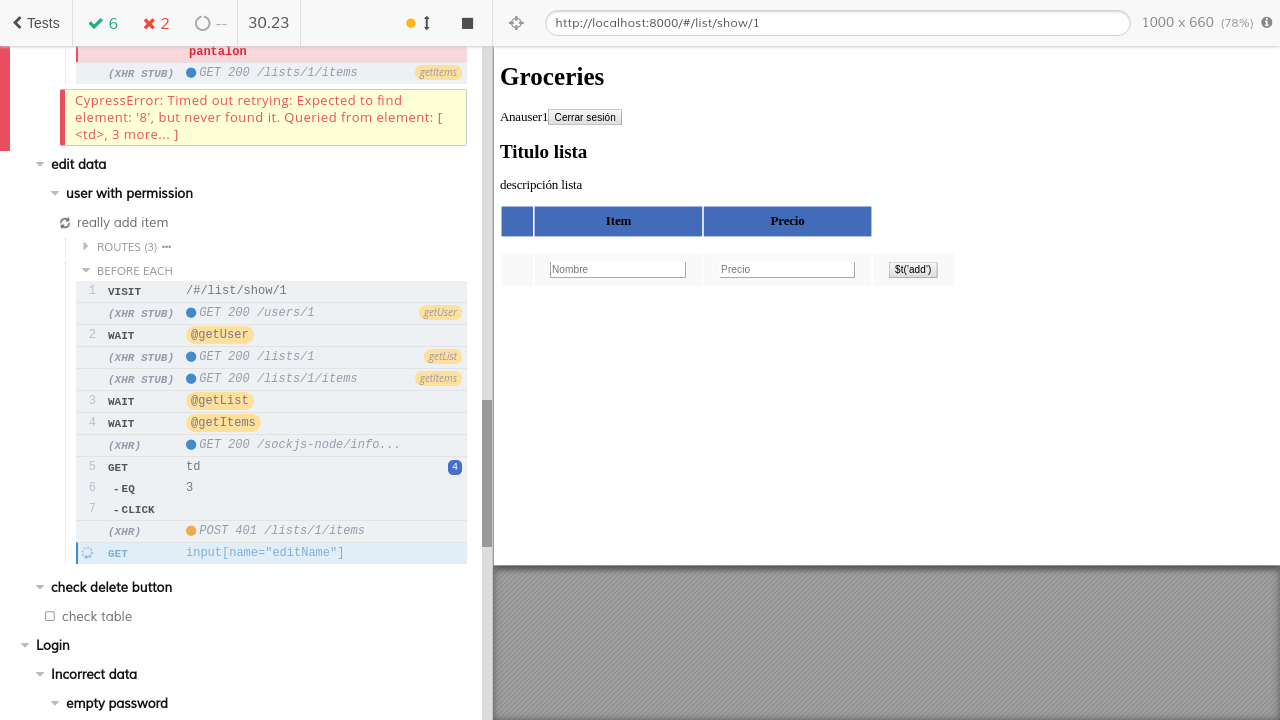 Tests
6
2
--
30.23
http://localhost:8000/#/list/show/1
1000 x 660 (78%)
pantalon
(XHR STUB) GET 200 /lists/1/items getItems
CypressError: Timed out retrying: Expected to find
element: '8', but never found it. Queried from element: [
<td>, 3 more... ]
edit data
user with permission
really add item
ROUTES (3)
BEFORE EACH
1 VISIT /#/list/show/1
(XHR STUB) GET 200 /users/1 getUser
2 WAIT @getUser
(XHR STUB) GET 200 /lists/1 getList
(XHR STUB) GET 200 /lists/1/items getItems
3 WAIT @getList
4 WAIT @getItems
(XHR) GET 200 /sockjs-node/info...
5 GET td 4
6 - EQ 3
7 - CLICK
(XHR) POST 401 /lists/1/items
GET input[name="editName"]
check delete button
check table
Login
Incorrect data
empty password
Groceries
Anauser1 Cerrar sesión
Titulo lista
descripción lista
Item Precio
Nombre Precio $t('add')